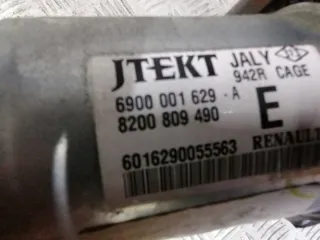 JTEKT JALY
942R CAGE
6900 001 629 - A
8200 809 490 E
6016290055563 RENAULT